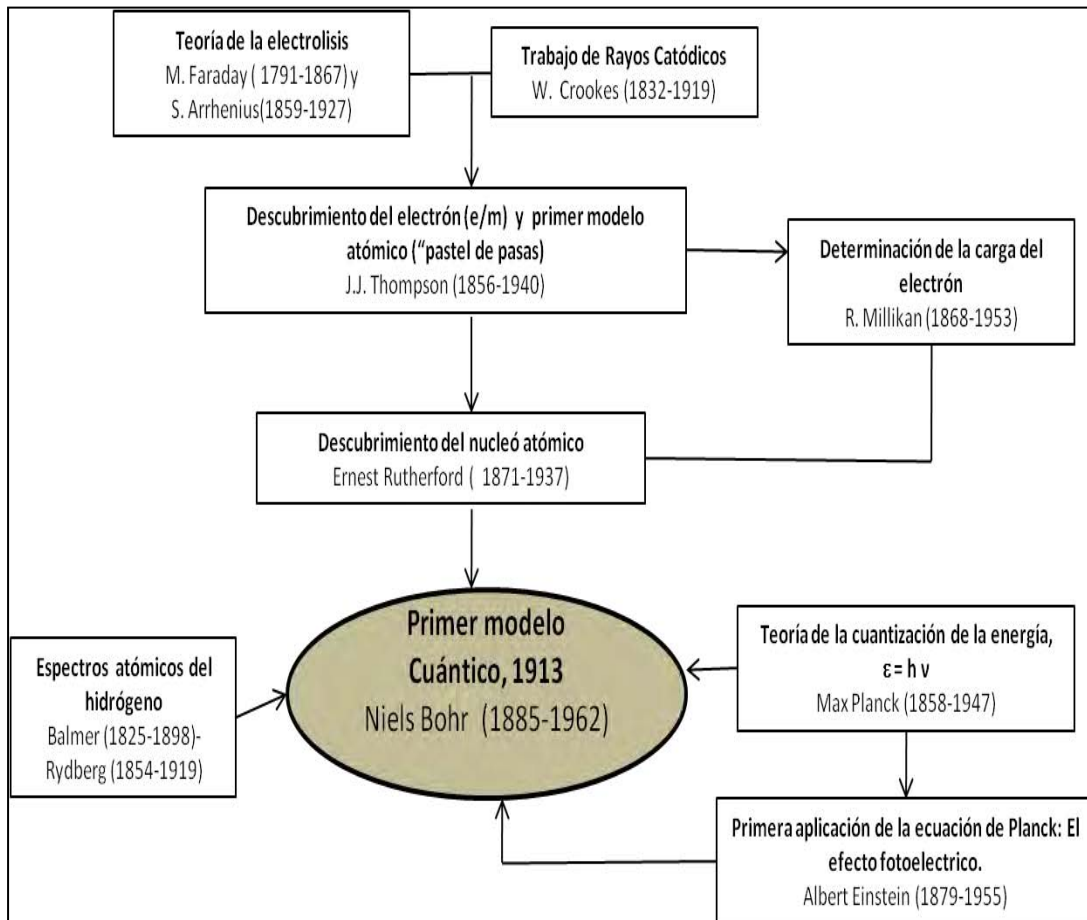 Teoría de la electrolisis
M. Faraday ( 1791-1867) y
S. Arrhenius(1859-1927)
Trabajo de Rayos Catódicos
W. Crookes (1832-1919)
Descubrimiento del electrón (e/m) y primer modelo
atómico (“pastel de pasas)
J.J. Thompson (1856-1940)
Determinación de la carga del
electrón
R. Millikan (1868-1953)
Descubrimiento del nucleó atómico
Ernest Rutherford ( 1871-1937)
Primer modelo
Cuántico, 1913
Niels Bohr (1885-1962)
Espectros atómicos del
hidrógeno
Balmer (1825-1898)-
Rydberg (1854-1919)
Teoría de la cuantización de la energía,
ε = h ν
Max Planck (1858-1947)
Primera aplicación de la ecuación de Planck: El
efecto fotoelectrico.
Albert Einstein (1879-1955)